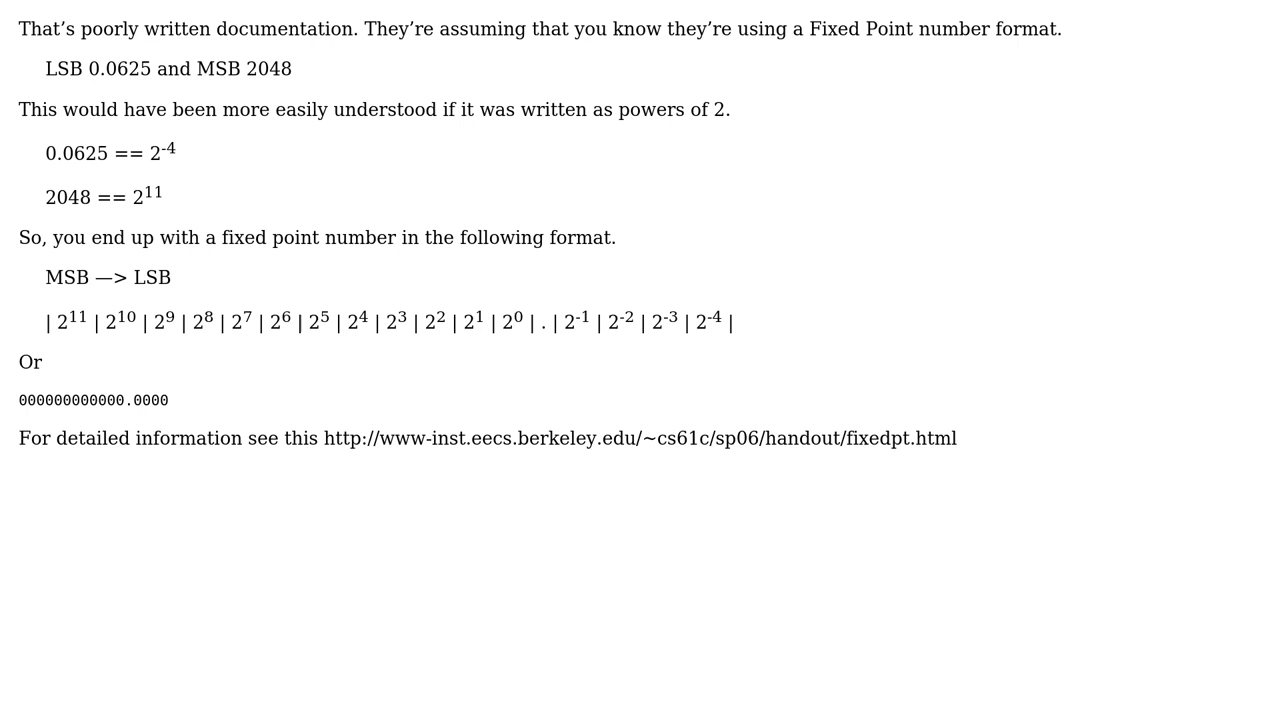 That’s poorly written documentation. They’re assuming that you know they’re using a Fixed Point number format.
LSB 0.0625 and MSB 2048
This would have been more easily understood if it was written as powers of 2.
0.0625 == 2⁻⁴
2048 == 2¹¹
So, you end up with a fixed point number in the following format.
MSB —> LSB
| 2¹¹ | 2¹⁰ | 2⁹ | 2⁸ | 2⁷ | 2⁶ | 2⁵ | 2⁴ | 2³ | 2² | 2¹ | 2⁰ | . | 2⁻¹ | 2⁻² | 2⁻³ | 2⁻⁴ |
Or
000000000000.0000
For detailed information see this http://www-inst.eecs.berkeley.edu/~cs61c/sp06/handout/fixedpt.html